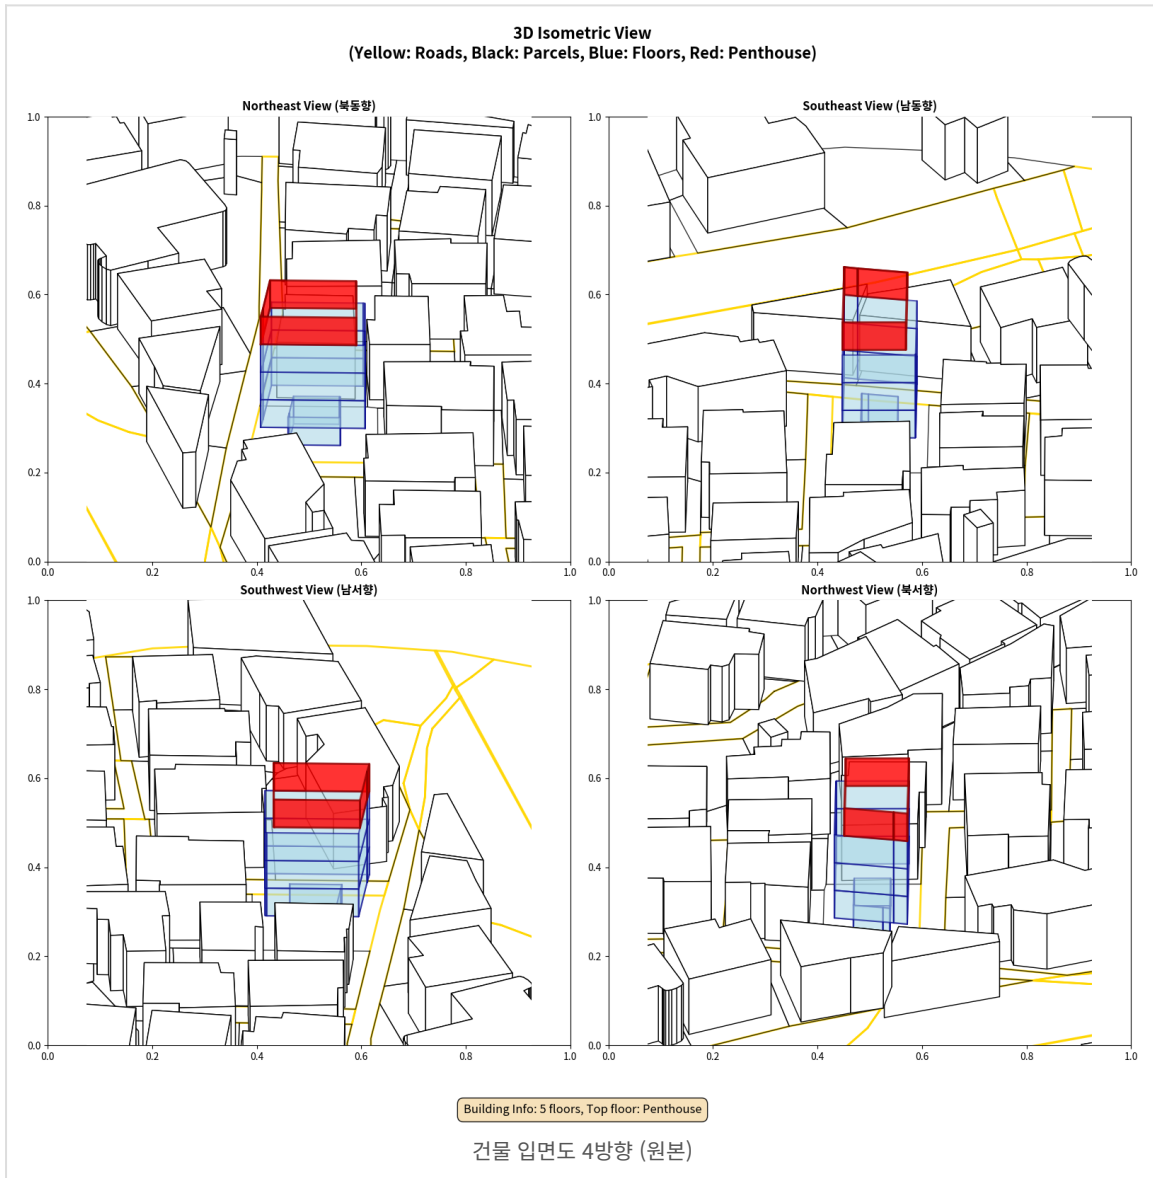 3D Isometric View
(Yellow: Roads, Black: Parcels, Blue: Floors, Red: Penthouse)
Northeast View (북동향)
1.0
0.8
0.6
0.4
0.2
0.0
0.0 0.2 0.4 0.6 0.8 1.0
Southeast View (남동향)
1.0
0.8
0.6
0.4
0.2
0.0
0.0 0.2 0.4 0.6 0.8 1.0
Southwest View (남서향)
1.0
0.8
0.6
0.4
0.2
0.0
0.0 0.2 0.4 0.6 0.8 1.0
Northwest View (북서향)
1.0
0.8
0.6
0.4
0.2
0.0
0.0 0.2 0.4 0.6 0.8 1.0
Building Info: 5 floors, Top floor: Penthouse
건물 입면도 4방향 (원본)